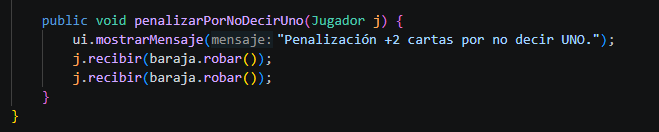 public void penalizarPorNoDecirUno(Jugador j) {
ui.mostrarMensaje(mensaje: "Penalización +2 cartas por no decir UNO.");
j.recibir(baraja.robar());
j.recibir(baraja.robar());
}
}